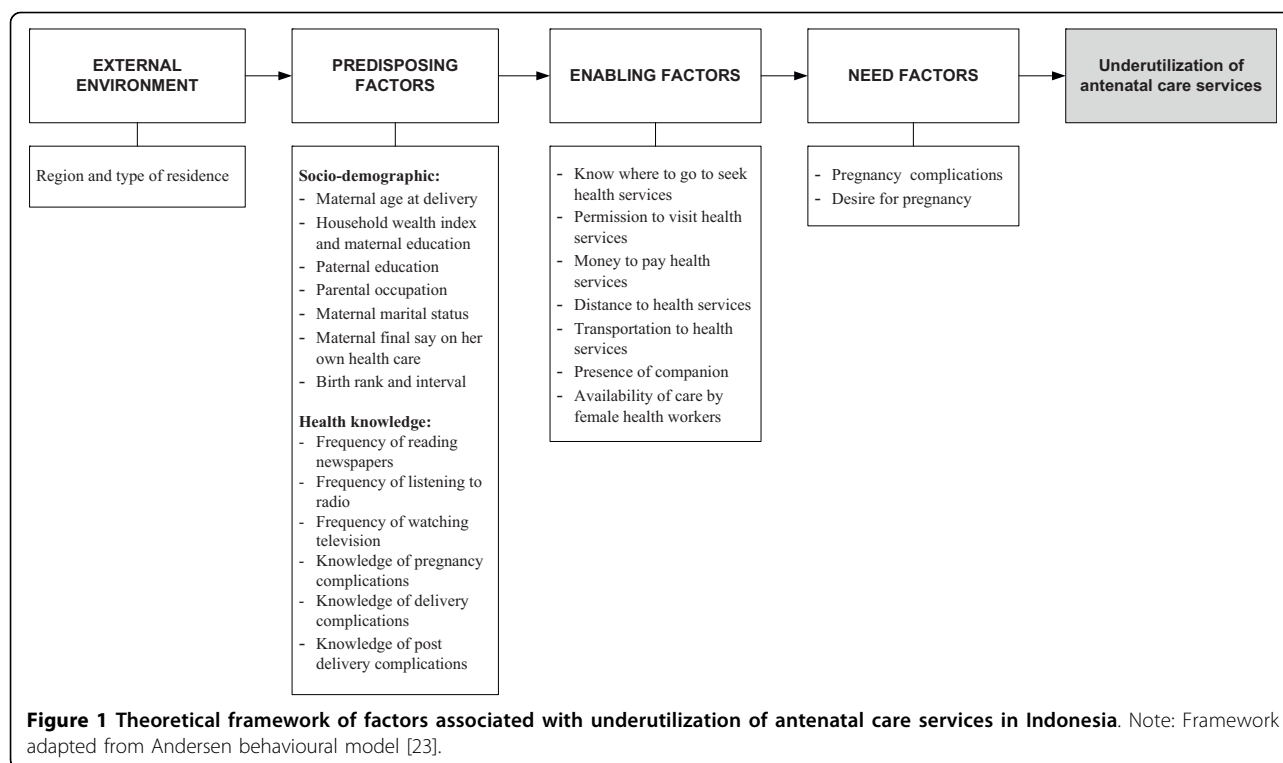 EXTERNAL
ENVIRONMENT
PREDISPOSING
FACTORS
ENABLING FACTORS
NEED FACTORS
Underutilization of
antenatal care services
Region and type of residence
Socio-demographic:
- Maternal age at delivery
- Household wealth index
and maternal education
- Paternal education
- Parental occupation
- Maternal marital status
- Maternal final say on her
own health care
- Birth rank and interval
Health knowledge:
- Frequency of reading
newspapers
- Frequency of listening to
radio
- Frequency of watching
television
- Knowledge of pregnancy
complications
- Knowledge of delivery
complications
- Knowledge of post
delivery complications
- Know where to go to seek
health services
- Permission to visit health
services
- Money to pay health
services
- Distance to health services
- Transportation to health
services
- Presence of companion
- Availability of care by
female health workers
- Pregnancy complications
- Desire for pregnancy
Figure 1 Theoretical framework of factors associated with underutilization of antenatal care services in Indonesia. Note: Framework
adapted from Andersen behavioural model [23].